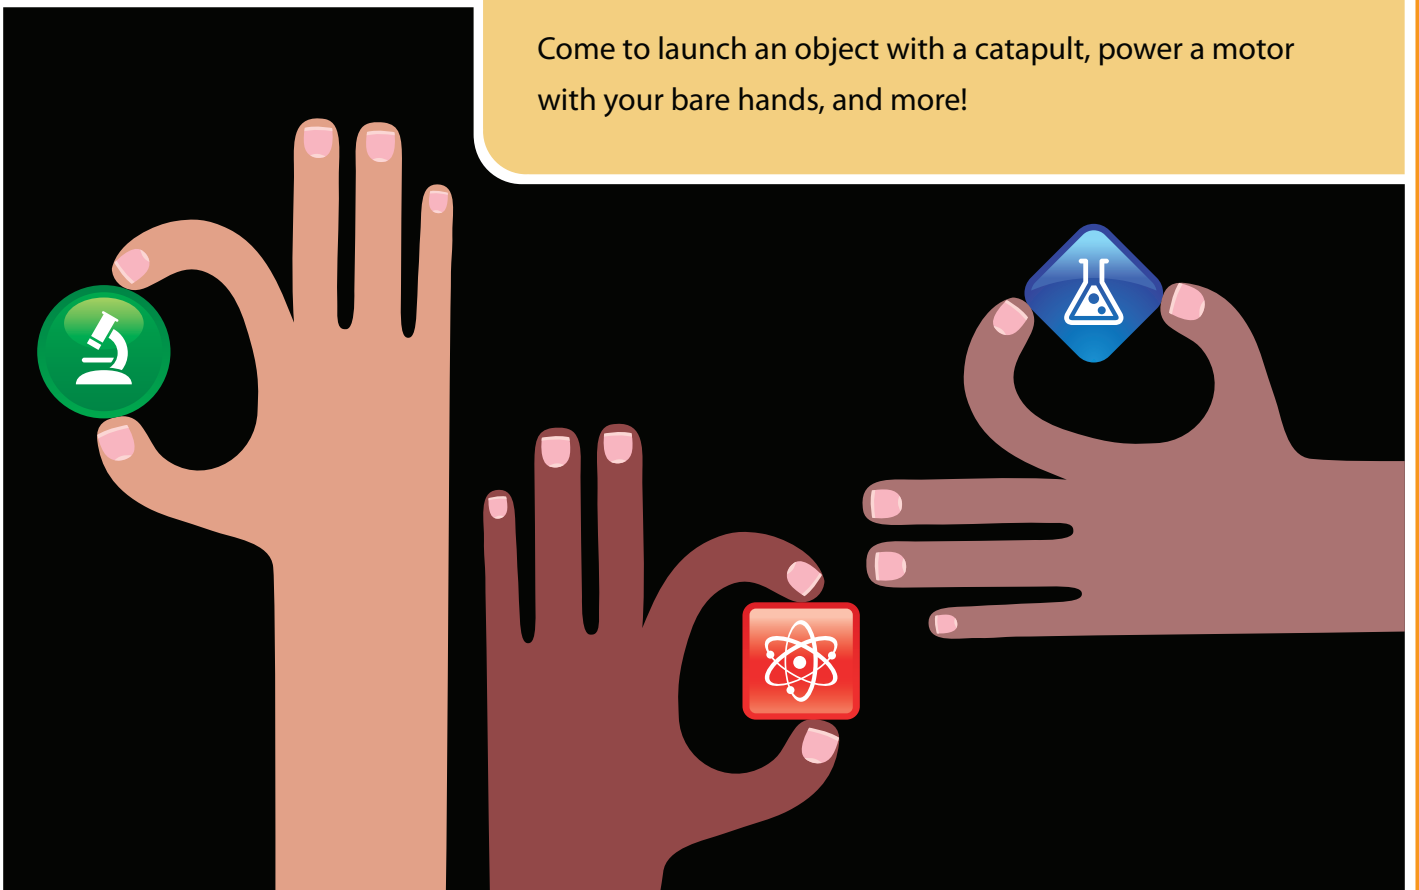 Come to launch an object with a catapult, power a motor
with your bare hands, and more!